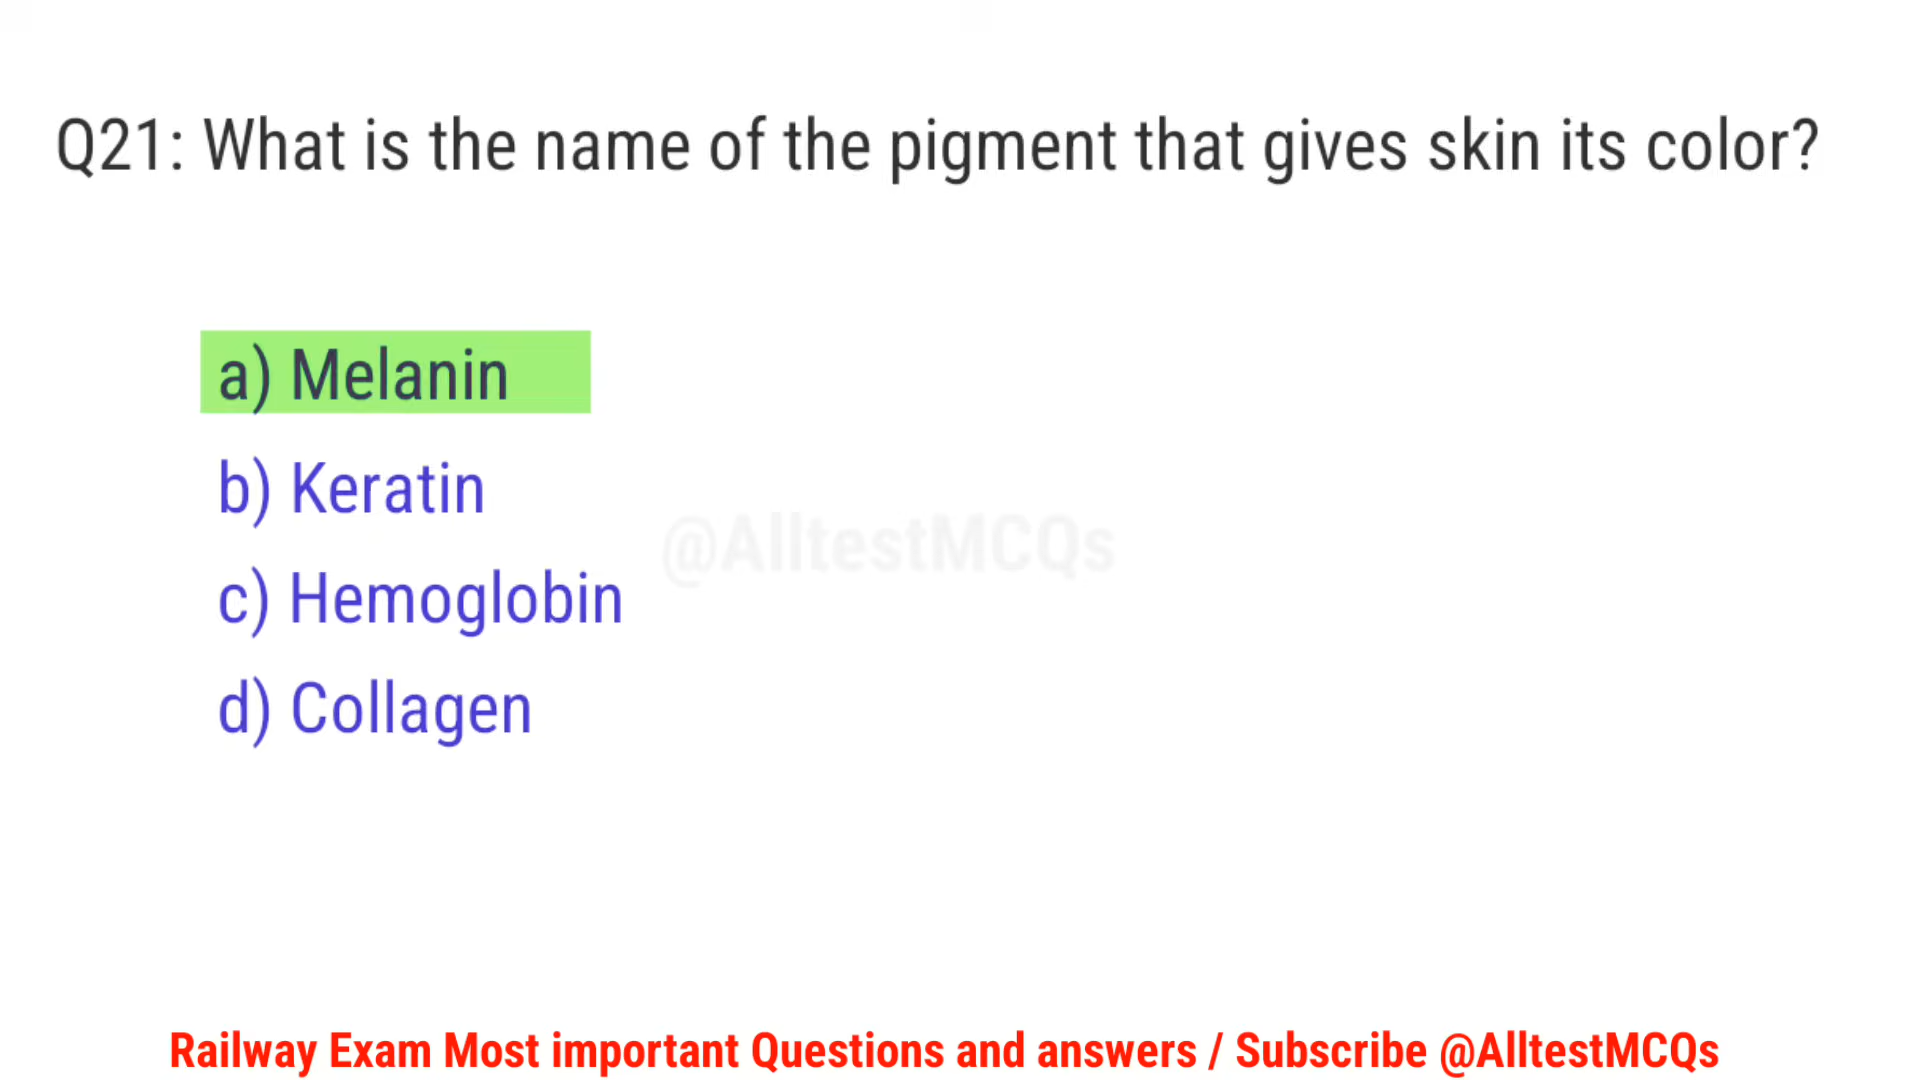 Q21: What is the name of the pigment that gives skin its color?
a) Melanin
b) Keratin
@AlltestMCQs
c) Hemoglobin
d) Collagen
Railway Exam Most important Questions and answers / Subscribe @AlltestMCQs